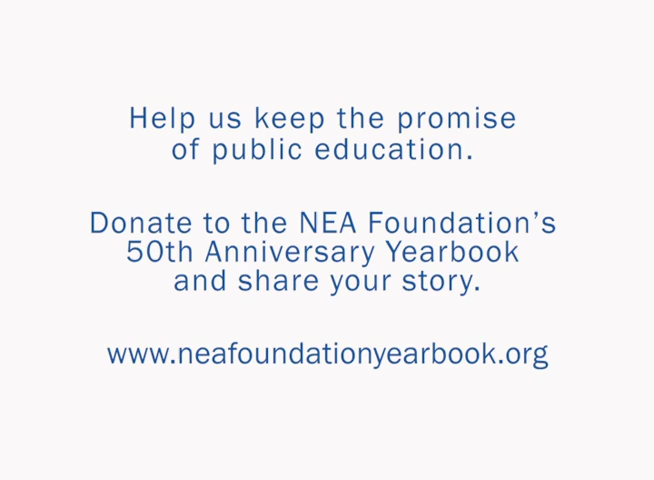 Help us keep the promise
of public education.
Donate to the NEA Foundation’s
50th Anniversary Yearbook
and share your story.
www.neafoundationyearbook.org